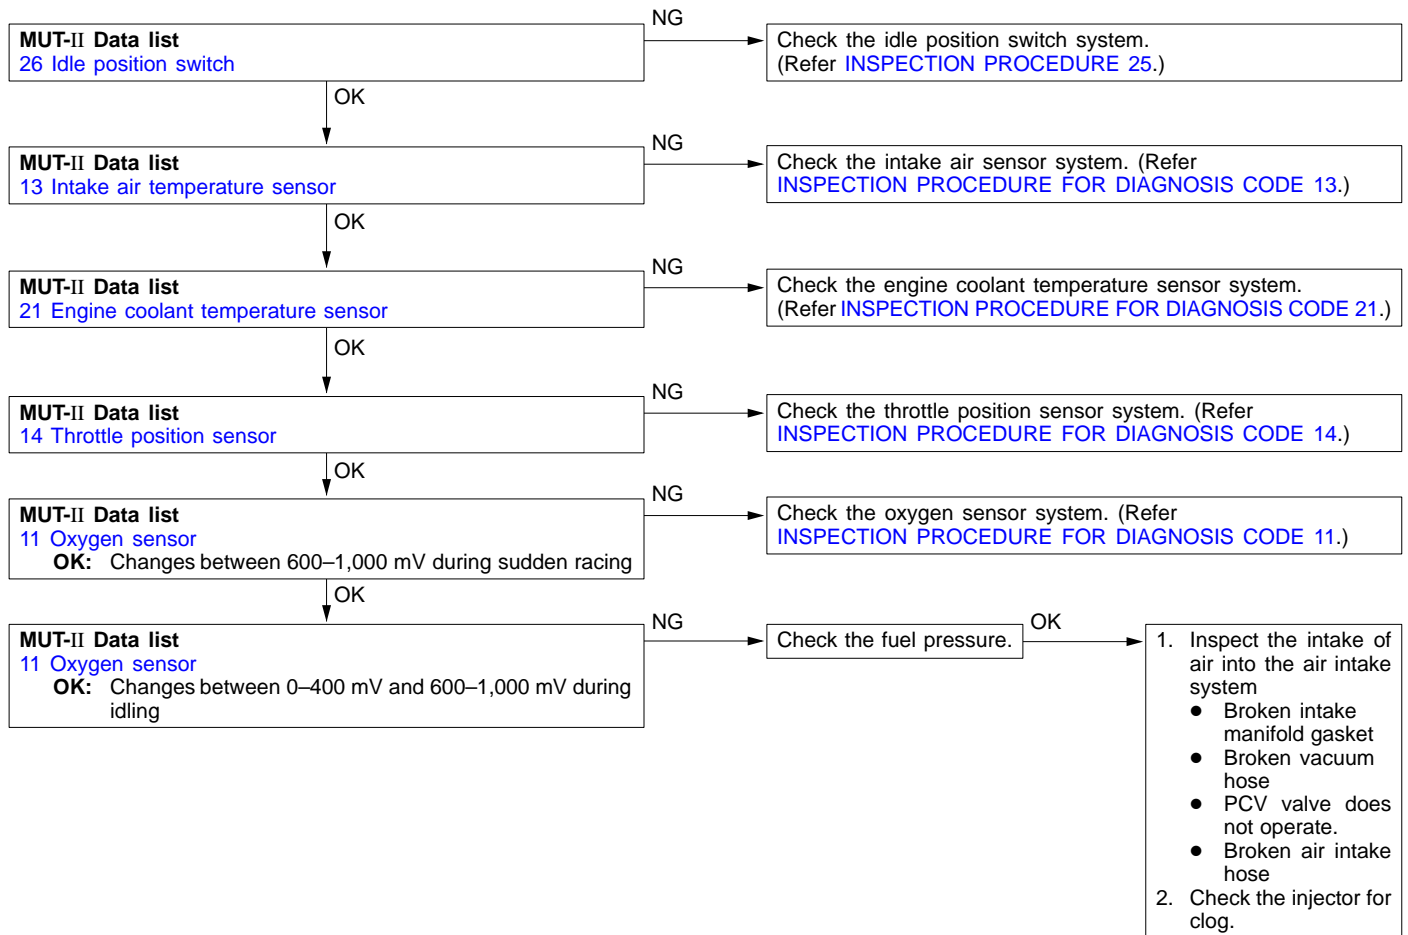 NG
MUT-II Data list
26 Idle position switch
Check the idle position switch system.
(Refer INSPECTION PROCEDURE 25.)
OK
NG
MUT-II Data list
13 Intake air temperature sensor
Check the intake air sensor system. (Refer
INSPECTION PROCEDURE FOR DIAGNOSIS CODE 13.)
OK
NG
MUT-II Data list
21 Engine coolant temperature sensor
Check the engine coolant temperature sensor system.
(Refer INSPECTION PROCEDURE FOR DIAGNOSIS CODE 21.)
OK
NG
MUT-II Data list
14 Throttle position sensor
Check the throttle position sensor system. (Refer
INSPECTION PROCEDURE FOR DIAGNOSIS CODE 14.)
OK
NG
MUT-II Data list
11 Oxygen sensor
OK: Changes between 600–1,000 mV during sudden racing
Check the oxygen sensor system. (Refer
INSPECTION PROCEDURE FOR DIAGNOSIS CODE 11.)
OK
NG
MUT-II Data list
11 Oxygen sensor
OK: Changes between 0–400 mV and 600–1,000 mV during
idling
Check the fuel pressure.
OK
1. Inspect the intake of
air into the air intake
system
● Broken intake
manifold gasket
● Broken vacuum
hose
● PCV valve does
not operate.
● Broken air intake
hose
2. Check the injector for
clog.